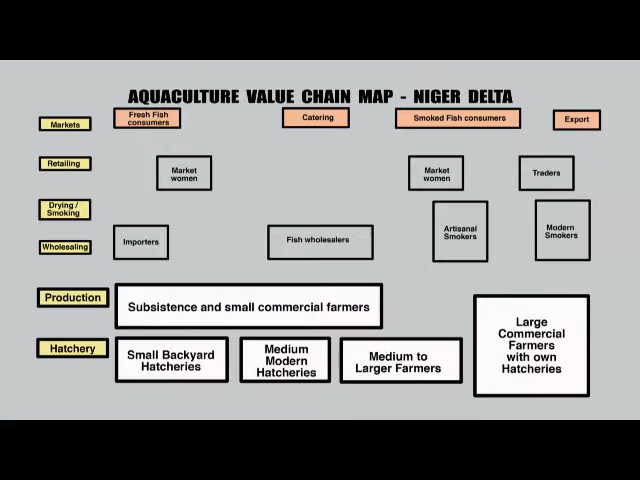 AQUACULTURE VALUE CHAIN MAP - NIGER DELTA
Markets
Fresh Fish
consumers
Catering
Smoked Fish consumers
Export
Retailing
Market
women
Market
women
Traders
Drying /
Smoking
Artisanal
Smokers
Modern
Smokers
Wholesaling
Importers
Fish wholesalers
Production
Subsistence and small commercial farmers
Large
Commercial
Farmers
with own
Hatcheries
Hatchery
Small Backyard
Hatcheries
Medium
Modern
Hatcheries
Medium to
Larger Farmers